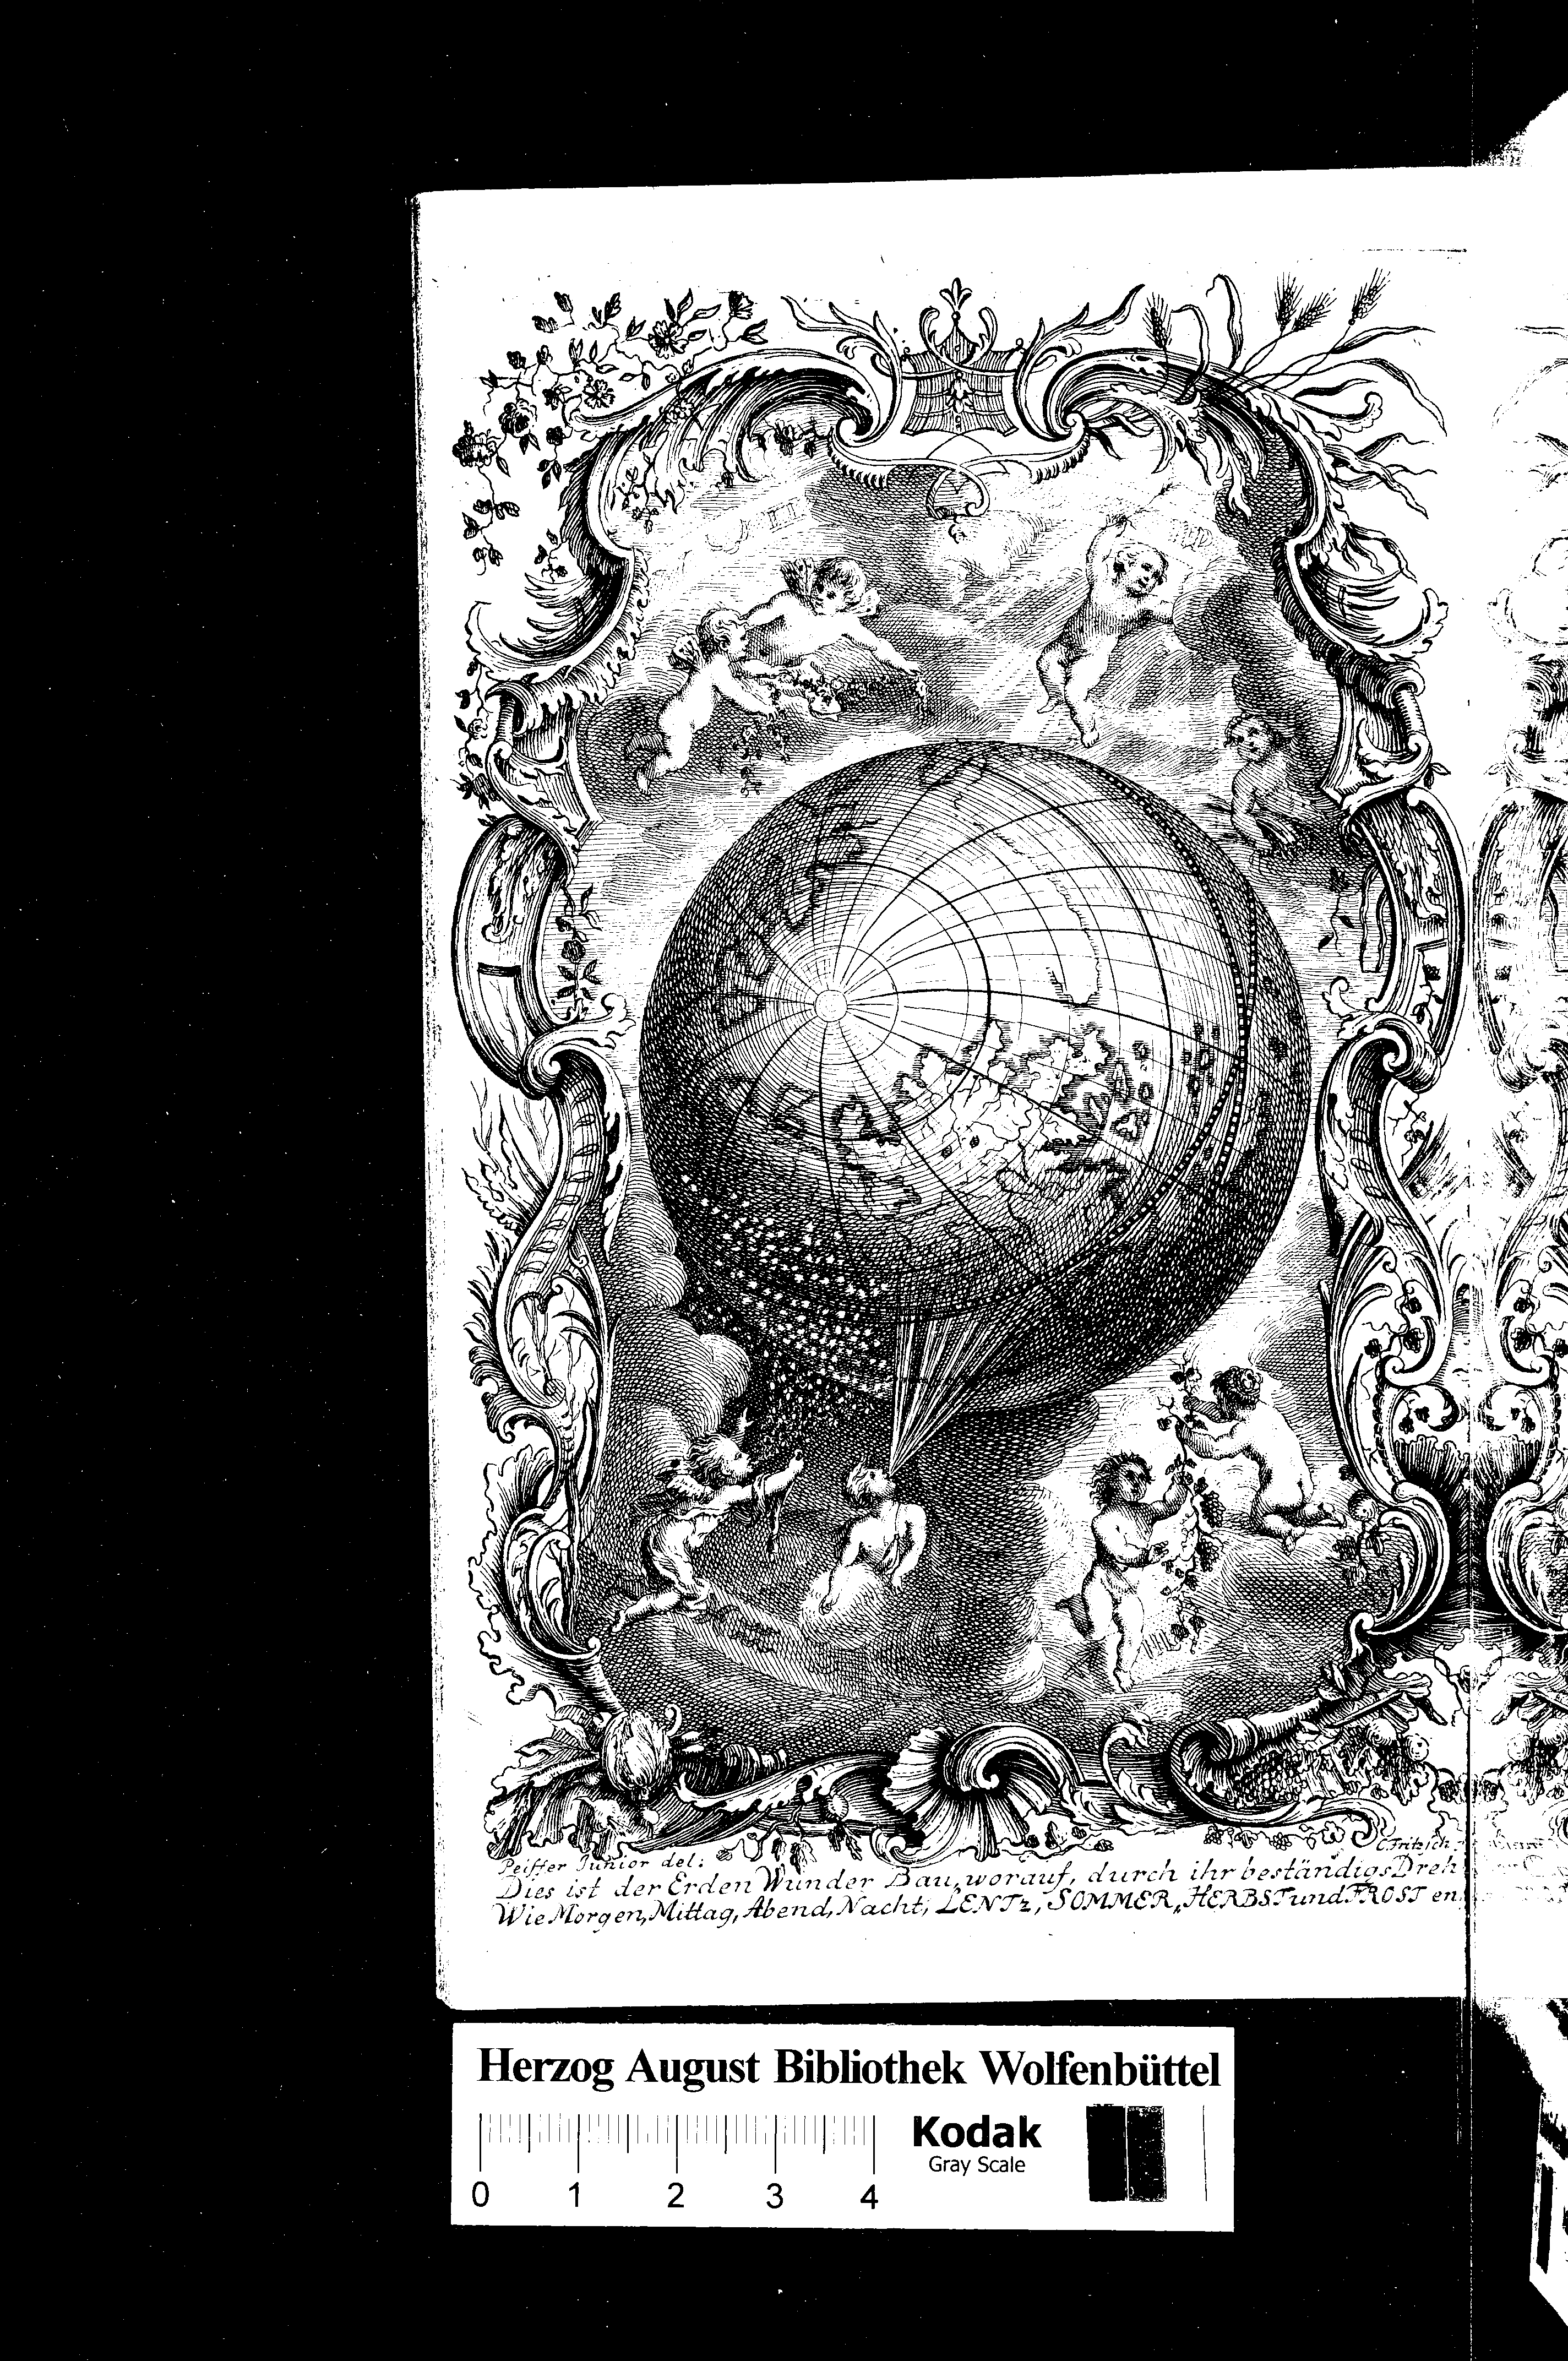 Peiffer Junior del:
C. Fritzsch
Dies ist der Erden Wunder Bau, worauf, durch ihr beständigs Dreh
Wie Morgen, Mittag, Abend, Nacht; LENTz, SOMMER, HERBST und FROST en
Herzog August Bibliothek Wolfenbüttel
Kodak
Gray Scale
0 1 2 3 4